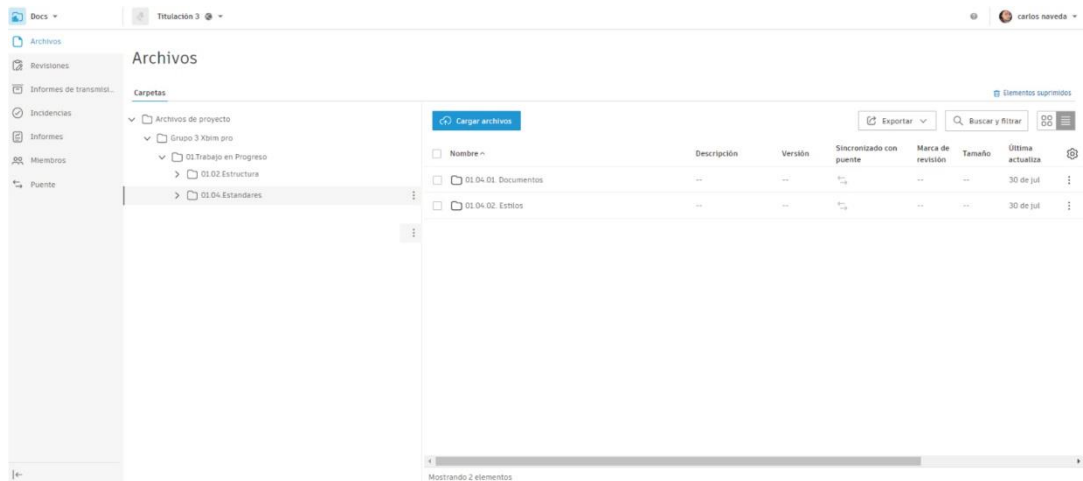 Docs
Titulación 3
carlos naveda
Archivos
Revisiones
Informes de transmisi...
Incidencias
Informes
Miembros
Puente
Archivos
Carpetas
Elementos suprimidos
Archivos de proyecto
Grupo 3 Xbim pro
01.Trabajo en Progreso
01.02.Estructura
01.04.Estandares
Cargar archivos
Exportar
Buscar y filtrar
Nombre Descripción Versión Sincronizado con puente Marca de revisión Tamaño Última actualiza
01.04.01. Documentos -- -- -- -- 30 de jul
01.04.02. Estilos -- -- -- -- 30 de jul
Mostrando 2 elementos